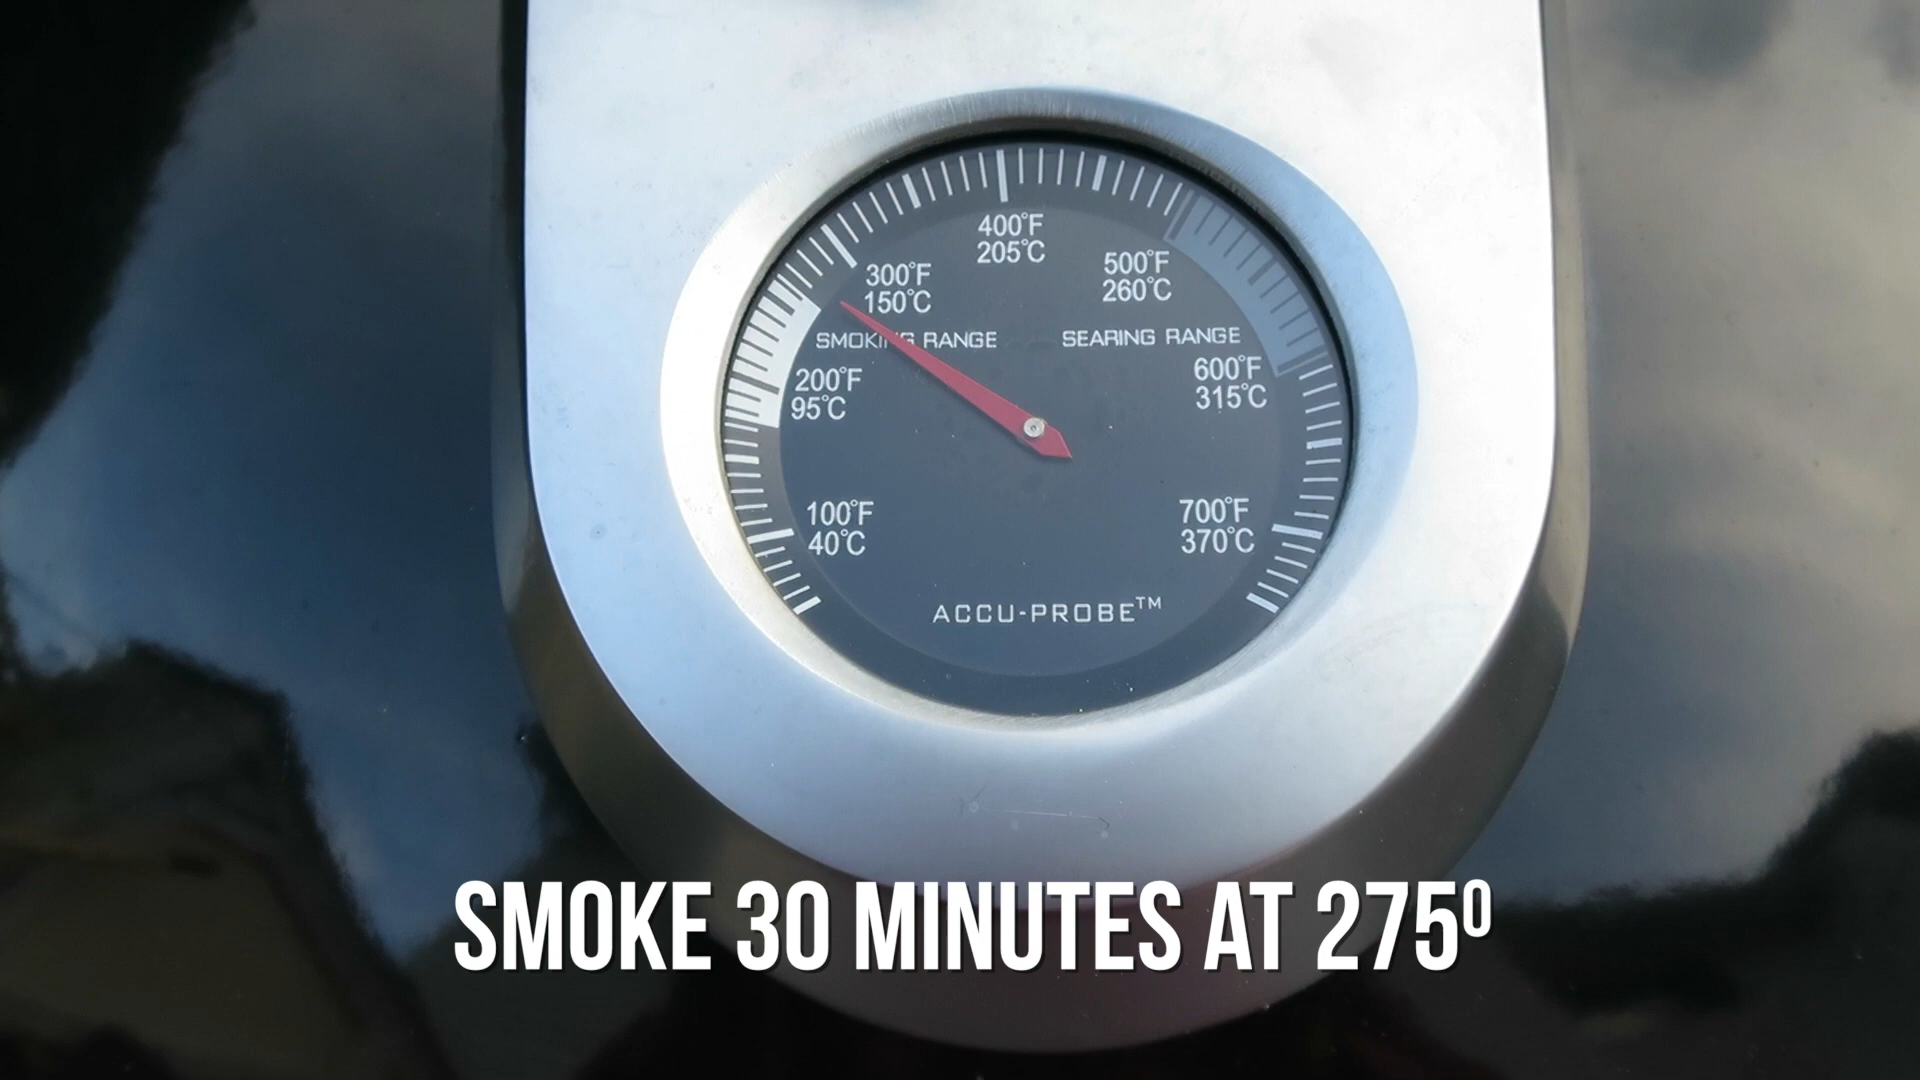 400°F
205°C
300°F
150°C
500°F
260°C
SMOKING RANGE
SEARING RANGE
200°F
95°C
600°F
315°C
100°F
40°C
700°F
370°C
ACCU-PROBE™
SMOKE 30 MINUTES AT 275º